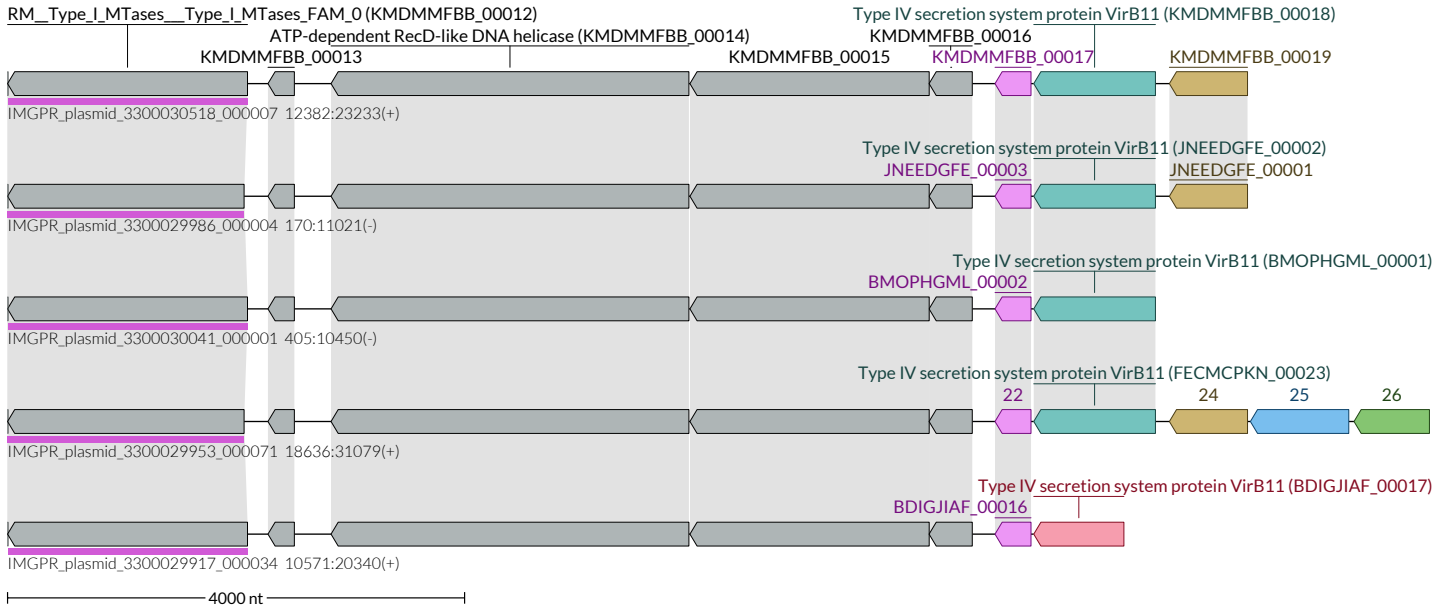 RM__Type_I_MTases___Type_I_MTases_FAM_0 (KMDMMFBB_00012)
Type IV secretion system protein VirB11 (KMDMMFBB_00018)
ATP-dependent RecD-like DNA helicase (KMDMMFBB_00014)
KMDMMFBB_00016
KMDMMFBB_00013
KMDMMFBB_00015
KMDMMFBB_00017
KMDMMFBB_00019
IMGPR_plasmid_3300030518_000007 12382:23233(+)
Type IV secretion system protein VirB11 (JNEEDGFE_00002)
JNEEDGFE_00003
JNEEDGFE_00001
IMGPR_plasmid_3300029986_000004 170:11021(-)
Type IV secretion system protein VirB11 (BMOPHGML_00001)
BMOPHGML_00002
IMGPR_plasmid_3300030041_000001 405:10450(-)
Type IV secretion system protein VirB11 (FECMCPKN_00023)
22
24
25
26
IMGPR_plasmid_3300029953_000071 18636:31079(+)
Type IV secretion system protein VirB11 (BDIGJIAF_00017)
BDIGJIAF_00016
IMGPR_plasmid_3300029917_000034 10571:20340(+)
4000 nt